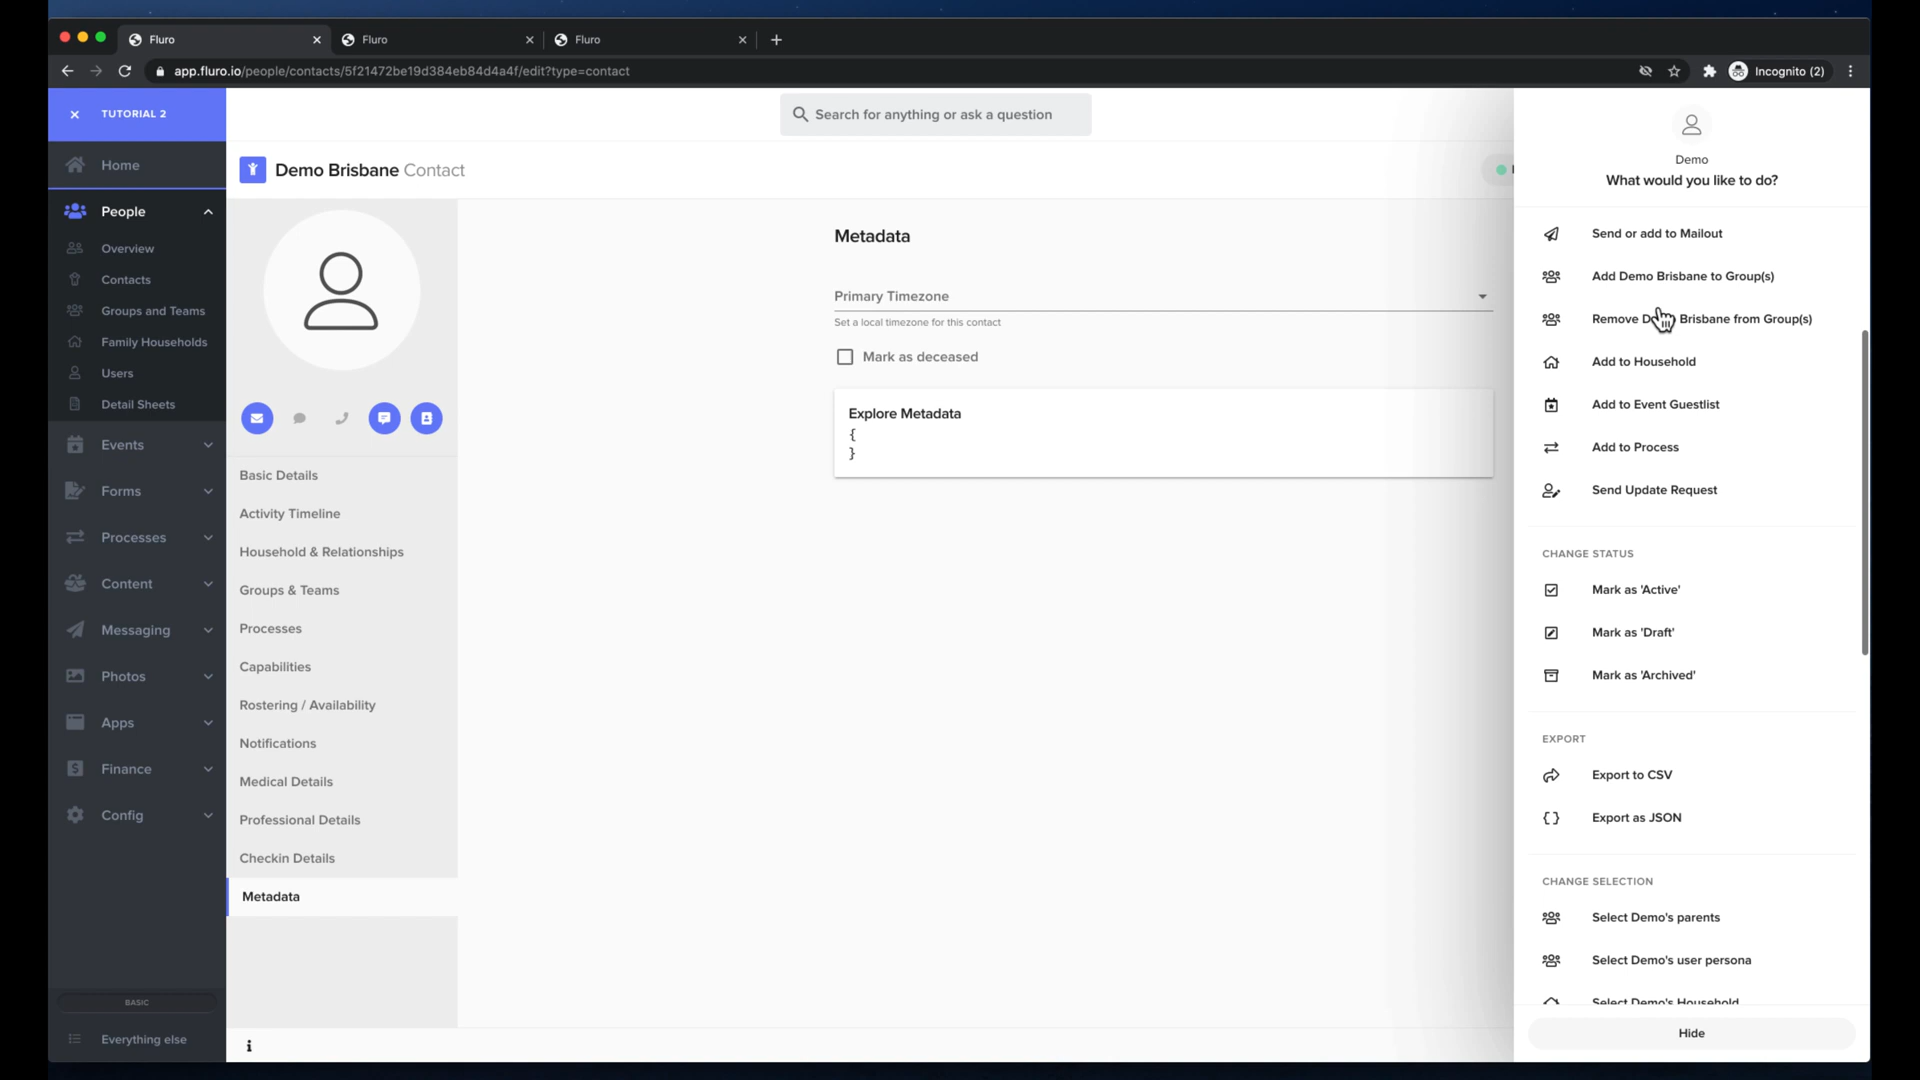 Fluro
Fluro
Fluro
app.fluro.io/people/contacts/5f21472be19d384eb84d4a4f/edit?type=contact
Incognito (2)
TUTORIAL 2
Search for anything or ask a question
Home
People
Overview
Contacts
Groups and Teams
Family Households
Users
Detail Sheets
Events
Forms
Processes
Content
Messaging
Photos
Apps
Finance
Config
BASIC
Everything else
Demo Brisbane Contact
Basic Details
Activity Timeline
Household & Relationships
Groups & Teams
Processes
Capabilities
Rostering / Availability
Notifications
Medical Details
Professional Details
Checkin Details
Metadata
Metadata
Primary Timezone
Set a local timezone for this contact
Mark as deceased
Explore Metadata
{
}
Demo
What would you like to do?
Send or add to Mailout
Add Demo Brisbane to Group(s)
Remove Brisbane from Group(s)
Add to Household
Add to Event Guestlist
Add to Process
Send Update Request
CHANGE STATUS
Mark as 'Active'
Mark as 'Draft'
Mark as 'Archived'
EXPORT
Export to CSV
Export as JSON
CHANGE SELECTION
Select Demo's parents
Select Demo's user persona
Select Demo's Household
Hide